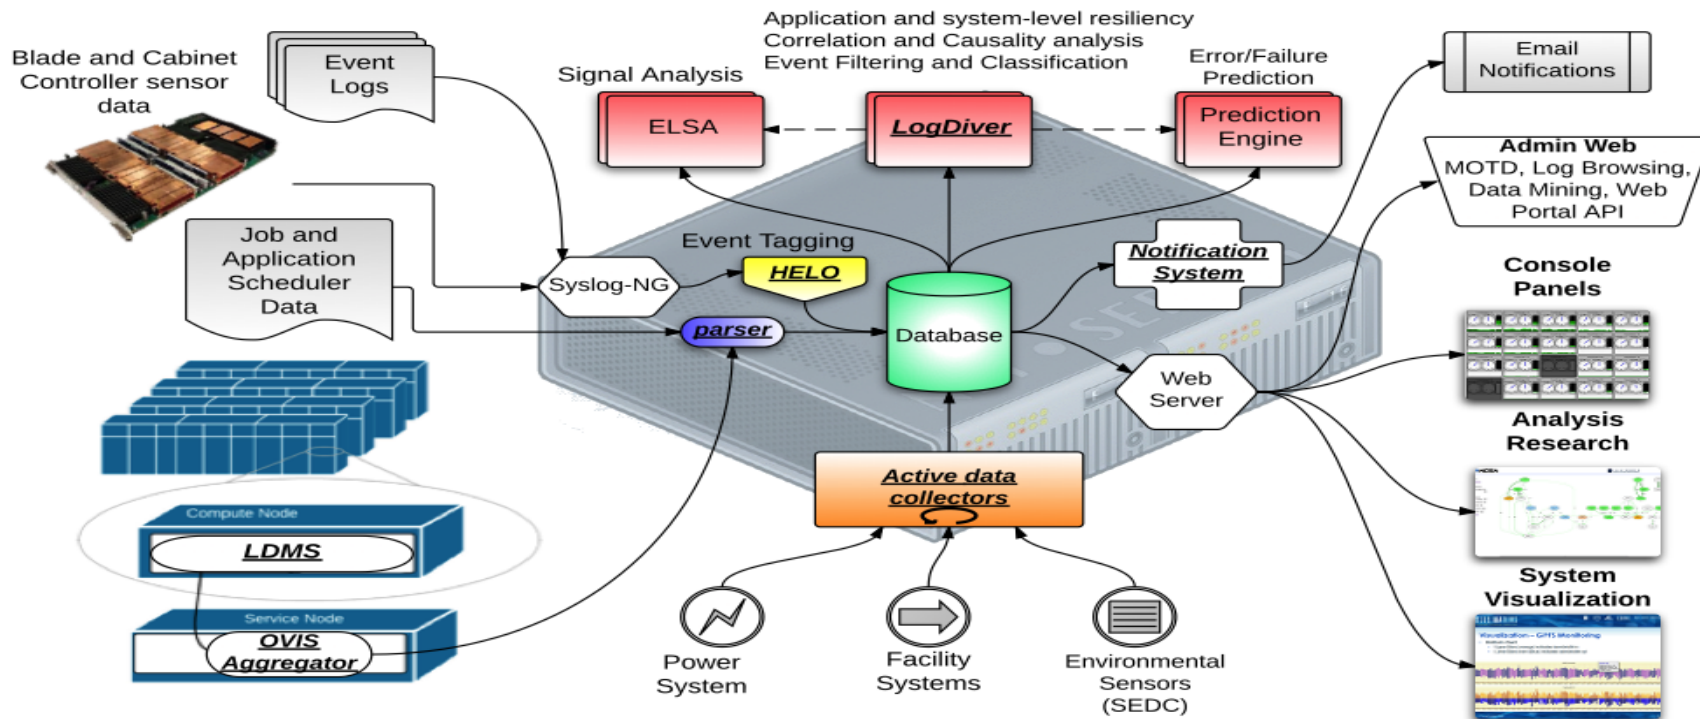 Application and system-level resiliency
Correlation and Causality analysis
Event Filtering and Classification
Blade and Cabinet
Controller sensor
data
Event
Logs
Signal Analysis
Error/Failure
Prediction
Email
Notifications
ELSA
LogDiver
Prediction
Engine
Admin Web
MOTD, Log Browsing,
Data Mining, Web
Portal API
Job and
Application
Scheduler
Data
Event Tagging
Syslog-NG
HELO
Notification
System
Console
Panels
parser
Database
Web
Server
Analysis
Research
Active data
collectors
Compute Node
LDMS
Service Node
OVIS
Aggregator
Power
System
Facility
Systems
Environmental
Sensors
(SEDC)
System
Visualization
Visualization – GPFS Monitoring